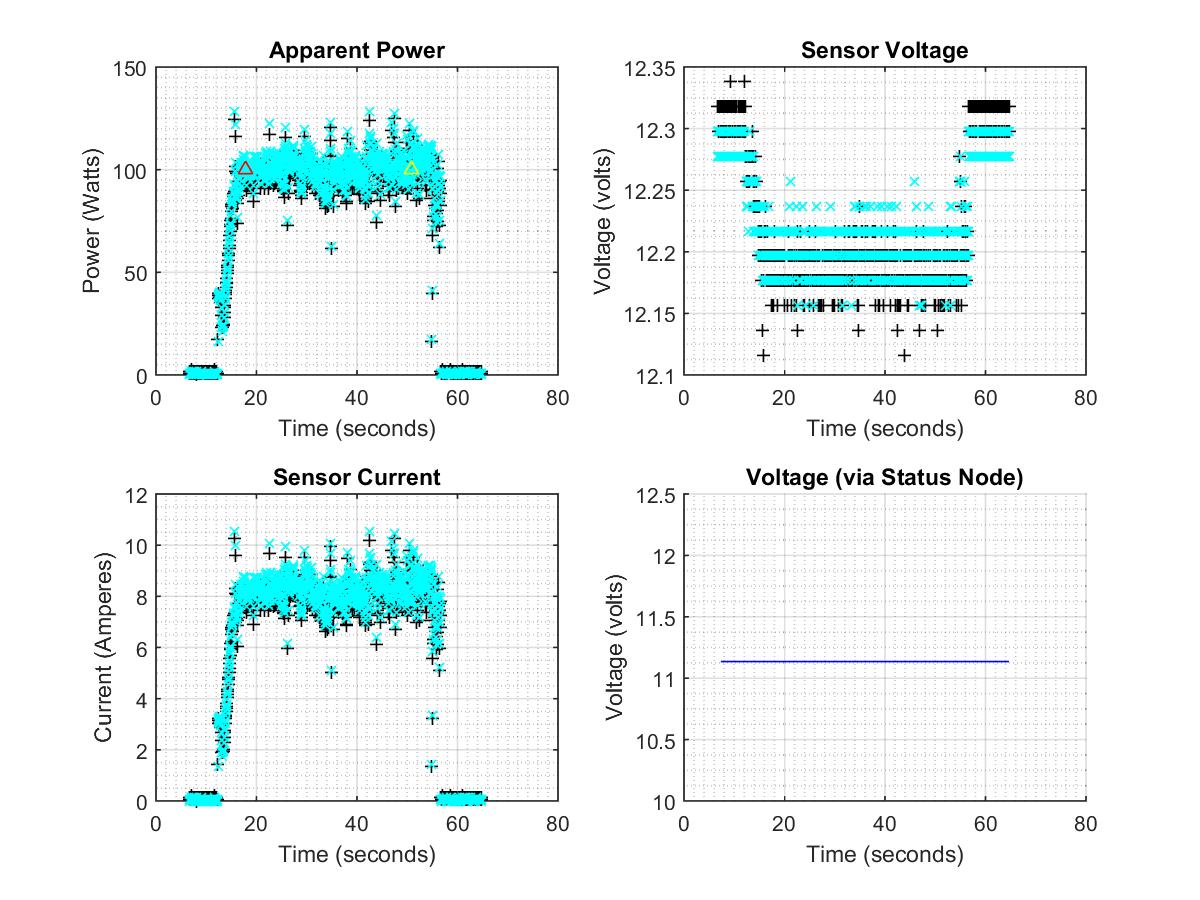 Apparent Power
150
100
50
0
0 20 40 60 80
Power (Watts)
Time (seconds)
Sensor Voltage
12.35
12.3
12.25
12.2
12.15
12.1
0 20 40 60 80
Voltage (volts)
Time (seconds)
Sensor Current
12
10
8
6
4
2
0
0 20 40 60 80
Current (Amperes)
Time (seconds)
Voltage (via Status Node)
12.5
12
11.5
11
10.5
10
0 20 40 60 80
Voltage (volts)
Time (seconds)